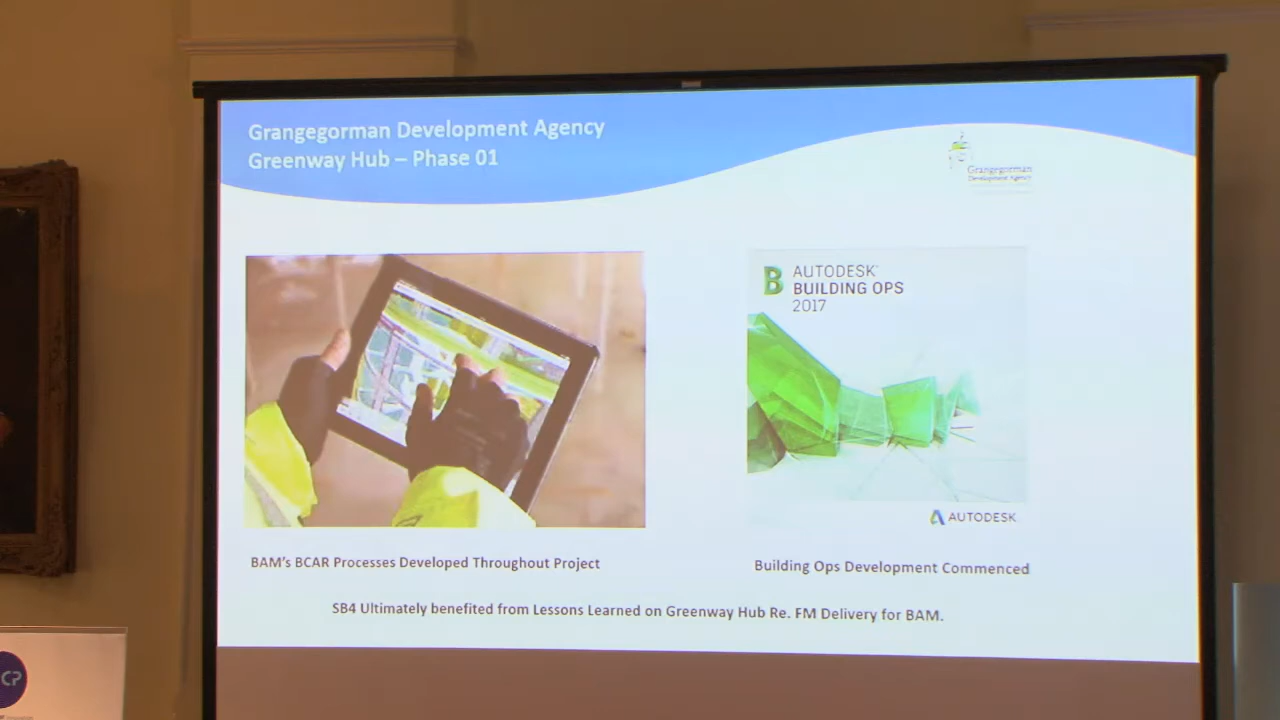 Grangegorman Development Agency
Greenway Hub – Phase 01
Grangegorman
Development Agency
B AUTODESK™
BUILDING OPS
2017
AUTODESK
BAM's BCAR Processes Developed Throughout Project
Building Ops Development Commenced
SB4 Ultimately benefited from Lessons Learned on Greenway Hub Re. FM Delivery for BAM.
CP